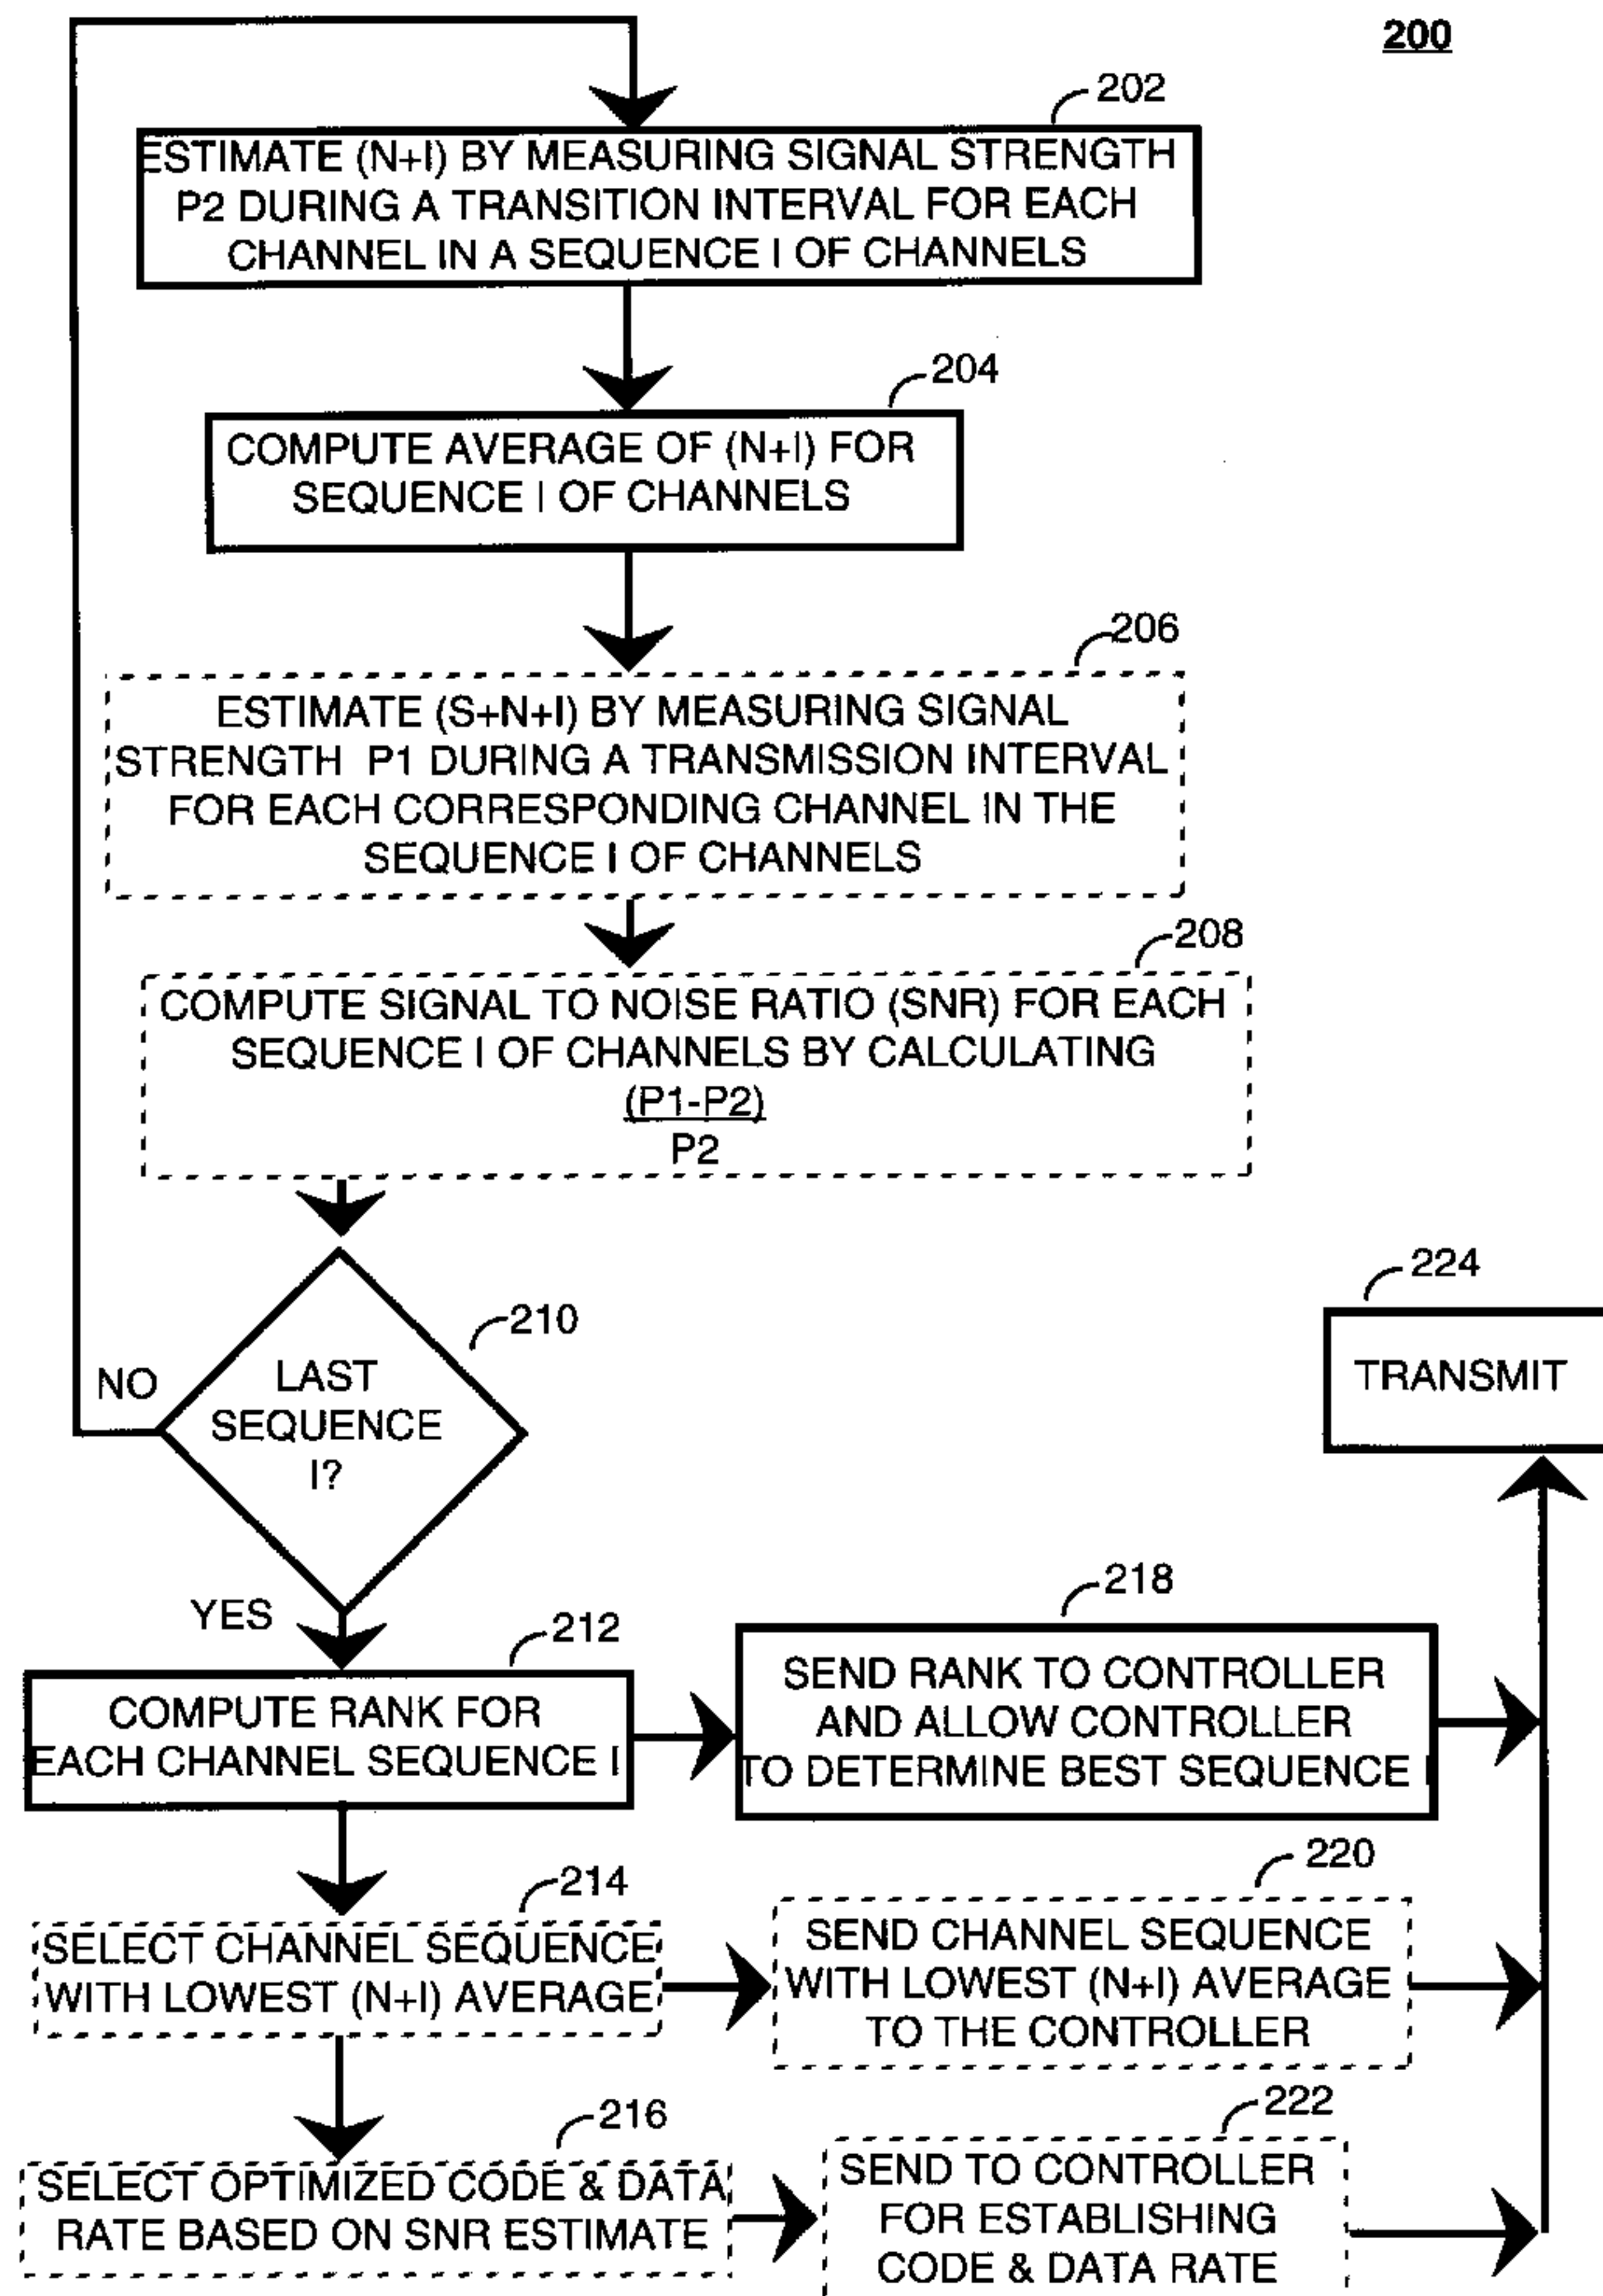 200
202
ESTIMATE (N+I) BY MEASURING SIGNAL STRENGTH
P2 DURING A TRANSITION INTERVAL FOR EACH
CHANNEL IN A SEQUENCE I OF CHANNELS
204
COMPUTE AVERAGE OF (N+I) FOR
SEQUENCE I OF CHANNELS
206
ESTIMATE (S+N+I) BY MEASURING SIGNAL
STRENGTH P1 DURING A TRANSMISSION INTERVAL
FOR EACH CORRESPONDING CHANNEL IN THE
SEQUENCE I OF CHANNELS
208
COMPUTE SIGNAL TO NOISE RATIO (SNR) FOR EACH
SEQUENCE I OF CHANNELS BY CALCULATING
(P1-P2)
P2
210
LAST
SEQUENCE
I?
NO
YES
224
TRANSMIT
212
COMPUTE RANK FOR
EACH CHANNEL SEQUENCE I
218
SEND RANK TO CONTROLLER
AND ALLOW CONTROLLER
TO DETERMINE BEST SEQUENCE I
214
SELECT CHANNEL SEQUENCE
WITH LOWEST (N+I) AVERAGE
220
SEND CHANNEL SEQUENCE
WITH LOWEST (N+I) AVERAGE
TO THE CONTROLLER
216
SELECT OPTIMIZED CODE & DATA
RATE BASED ON SNR ESTIMATE
222
SEND TO CONTROLLER
FOR ESTABLISHING
CODE & DATA RATE